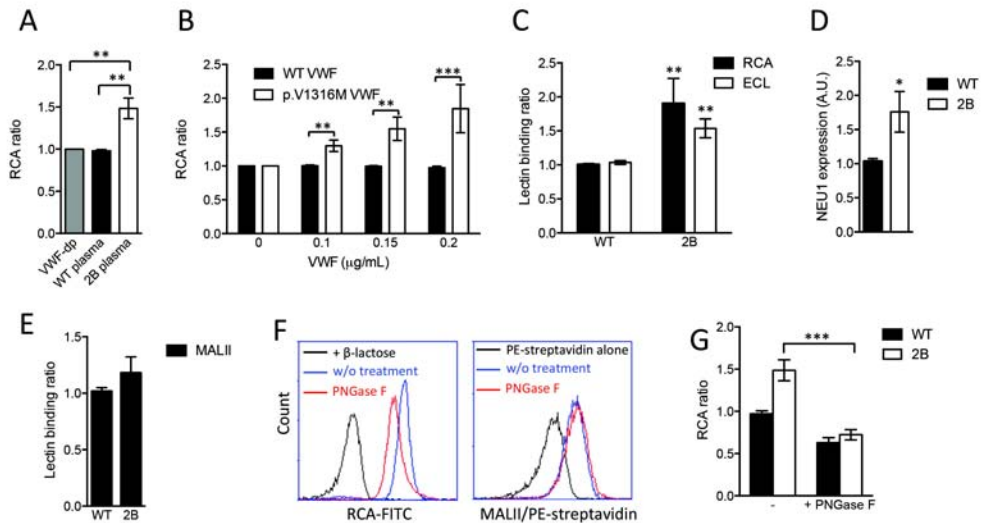 A
RCA ratio
2.0
1.5
1.0
0.5
0.0
**
**
VWF-dp
WT plasma
2B plasma
B
RCA ratio
2.5
2.0
1.5
1.0
0.5
0.0
WT VWF
p.V1316M VWF
**
**
***
0 0.1 0.15 0.2
VWF (μg/mL)
C
Lectin binding ratio
2.5
2.0
1.5
1.0
0.5
0.0
RCA
ECL
**
**
WT 2B
D
NEU1 expression (A.U.)
2.5
2.0
1.5
1.0
0.5
0.0
*
WT
2B
E
Lectin binding ratio
1.5
1.0
0.5
0.0
MALII
WT 2B
F
Count
+ β-lactose
w/o treatment
PNGase F
RCA-FITC
PE-streptavidin alone
w/o treatment
PNGase F
MALII/PE-streptavidin
G
RCA ratio
2.0
1.5
1.0
0.5
0.0
***
WT
2B
- + PNGase F